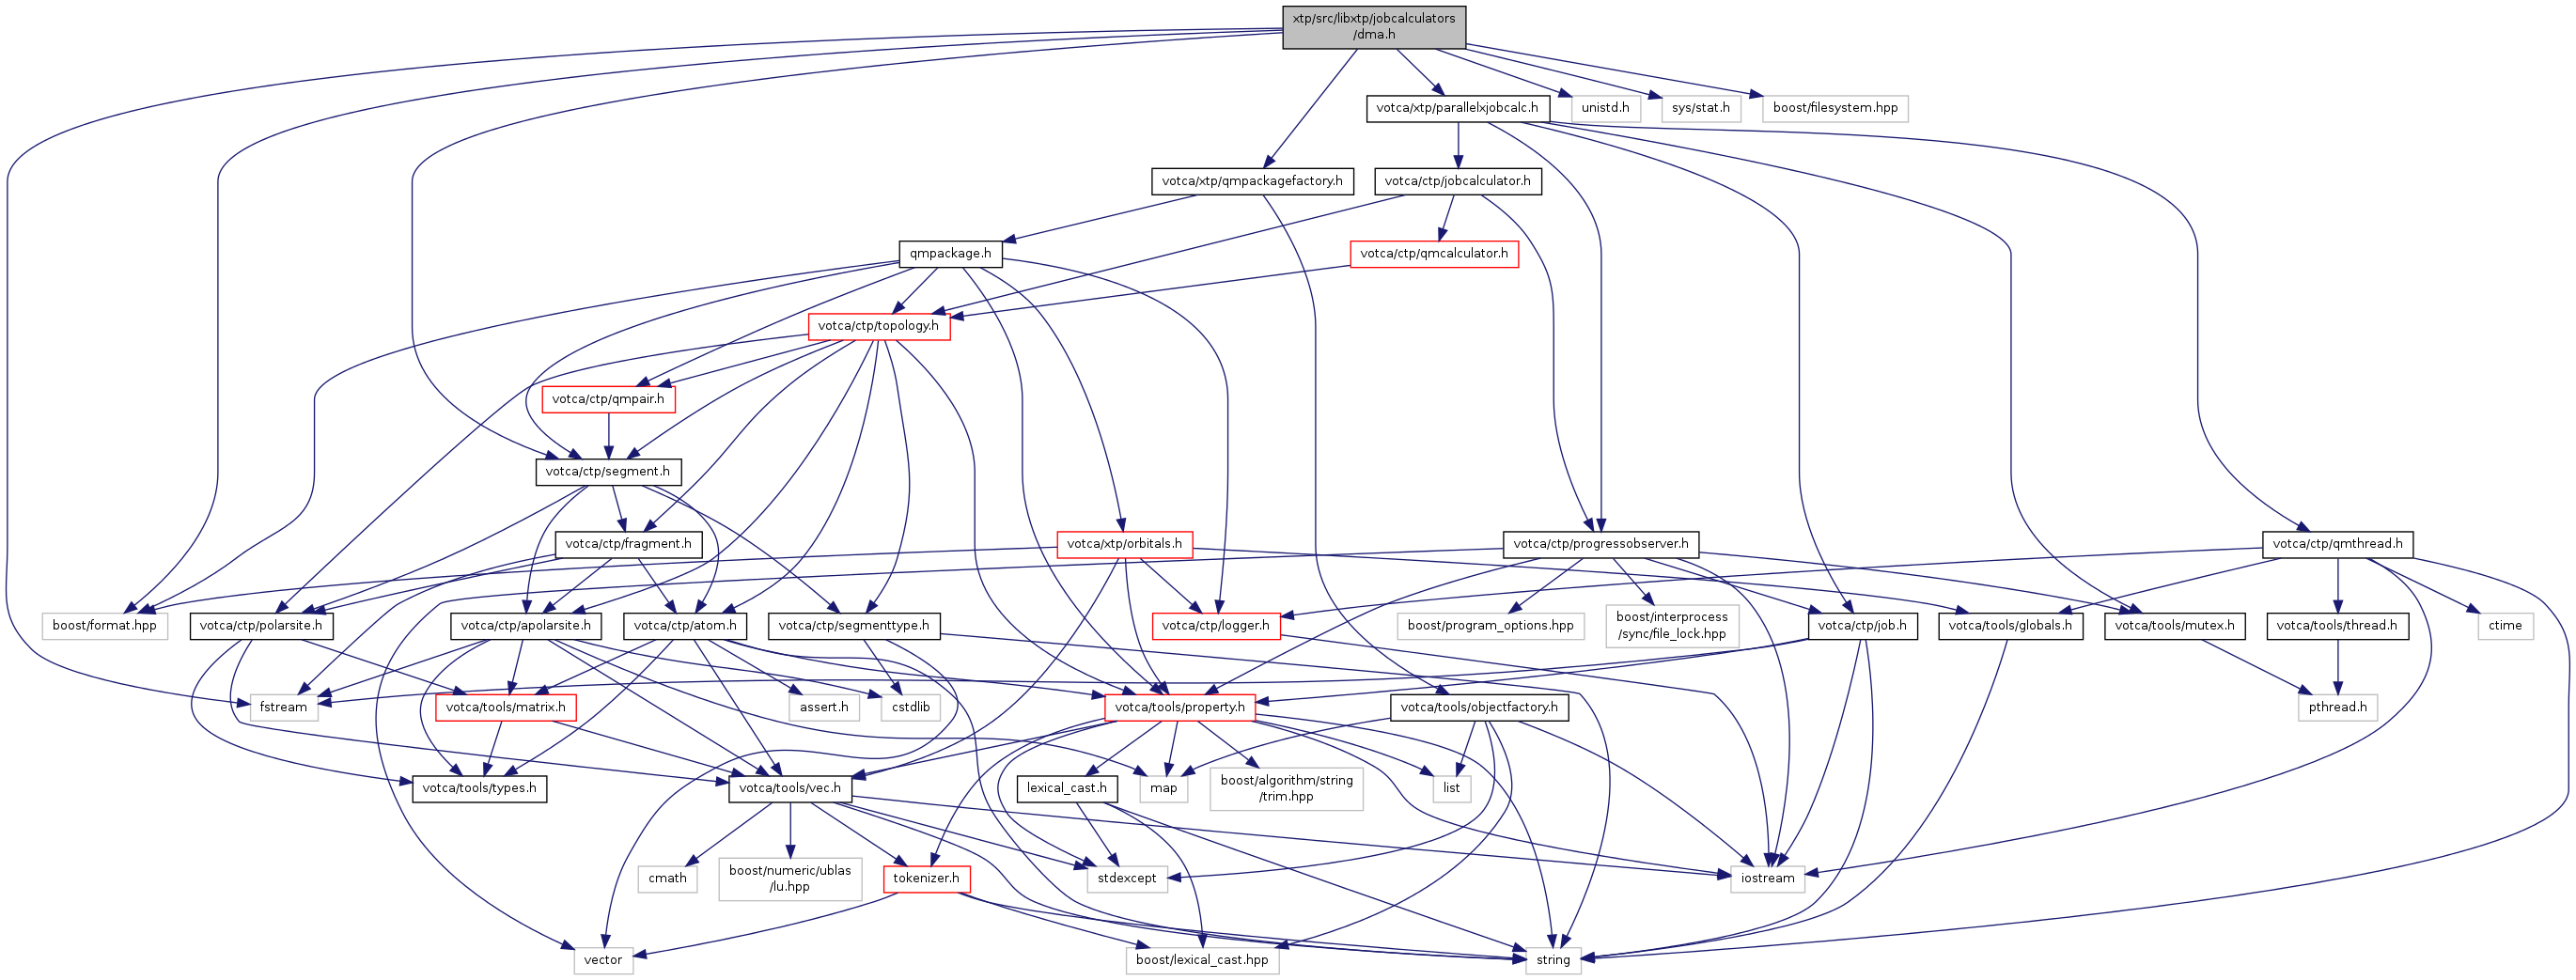 xtp/src/libxtp/jobcalculators
/dma.h
votca/xtp/parallelxjobcalc.h
unistd.h
sys/stat.h
boost/filesystem.hpp
votca/xtp/qmpackagefactory.h
votca/ctp/jobcalculator.h
qmpackage.h
votca/ctp/qmcalculator.h
votca/ctp/topology.h
votca/ctp/qmpair.h
votca/ctp/segment.h
votca/ctp/fragment.h
votca/xtp/orbitals.h
votca/ctp/progressobserver.h
votca/ctp/qmthread.h
boost/format.hpp
votca/ctp/polarsite.h
votca/ctp/apolarsite.h
votca/ctp/atom.h
votca/ctp/segmenttype.h
votca/ctp/logger.h
boost/program_options.hpp
boost/interprocess
/sync/file_lock.hpp
votca/ctp/job.h
votca/tools/globals.h
votca/tools/mutex.h
votca/tools/thread.h
ctime
fstream
votca/tools/matrix.h
assert.h
cstdlib
votca/tools/property.h
votca/tools/objectfactory.h
pthread.h
votca/tools/types.h
votca/tools/vec.h
lexical_cast.h
map
boost/algorithm/string
/trim.hpp
list
cmath
boost/numeric/ublas
/lu.hpp
tokenizer.h
stdexcept
iostream
vector
boost/lexical_cast.hpp
string